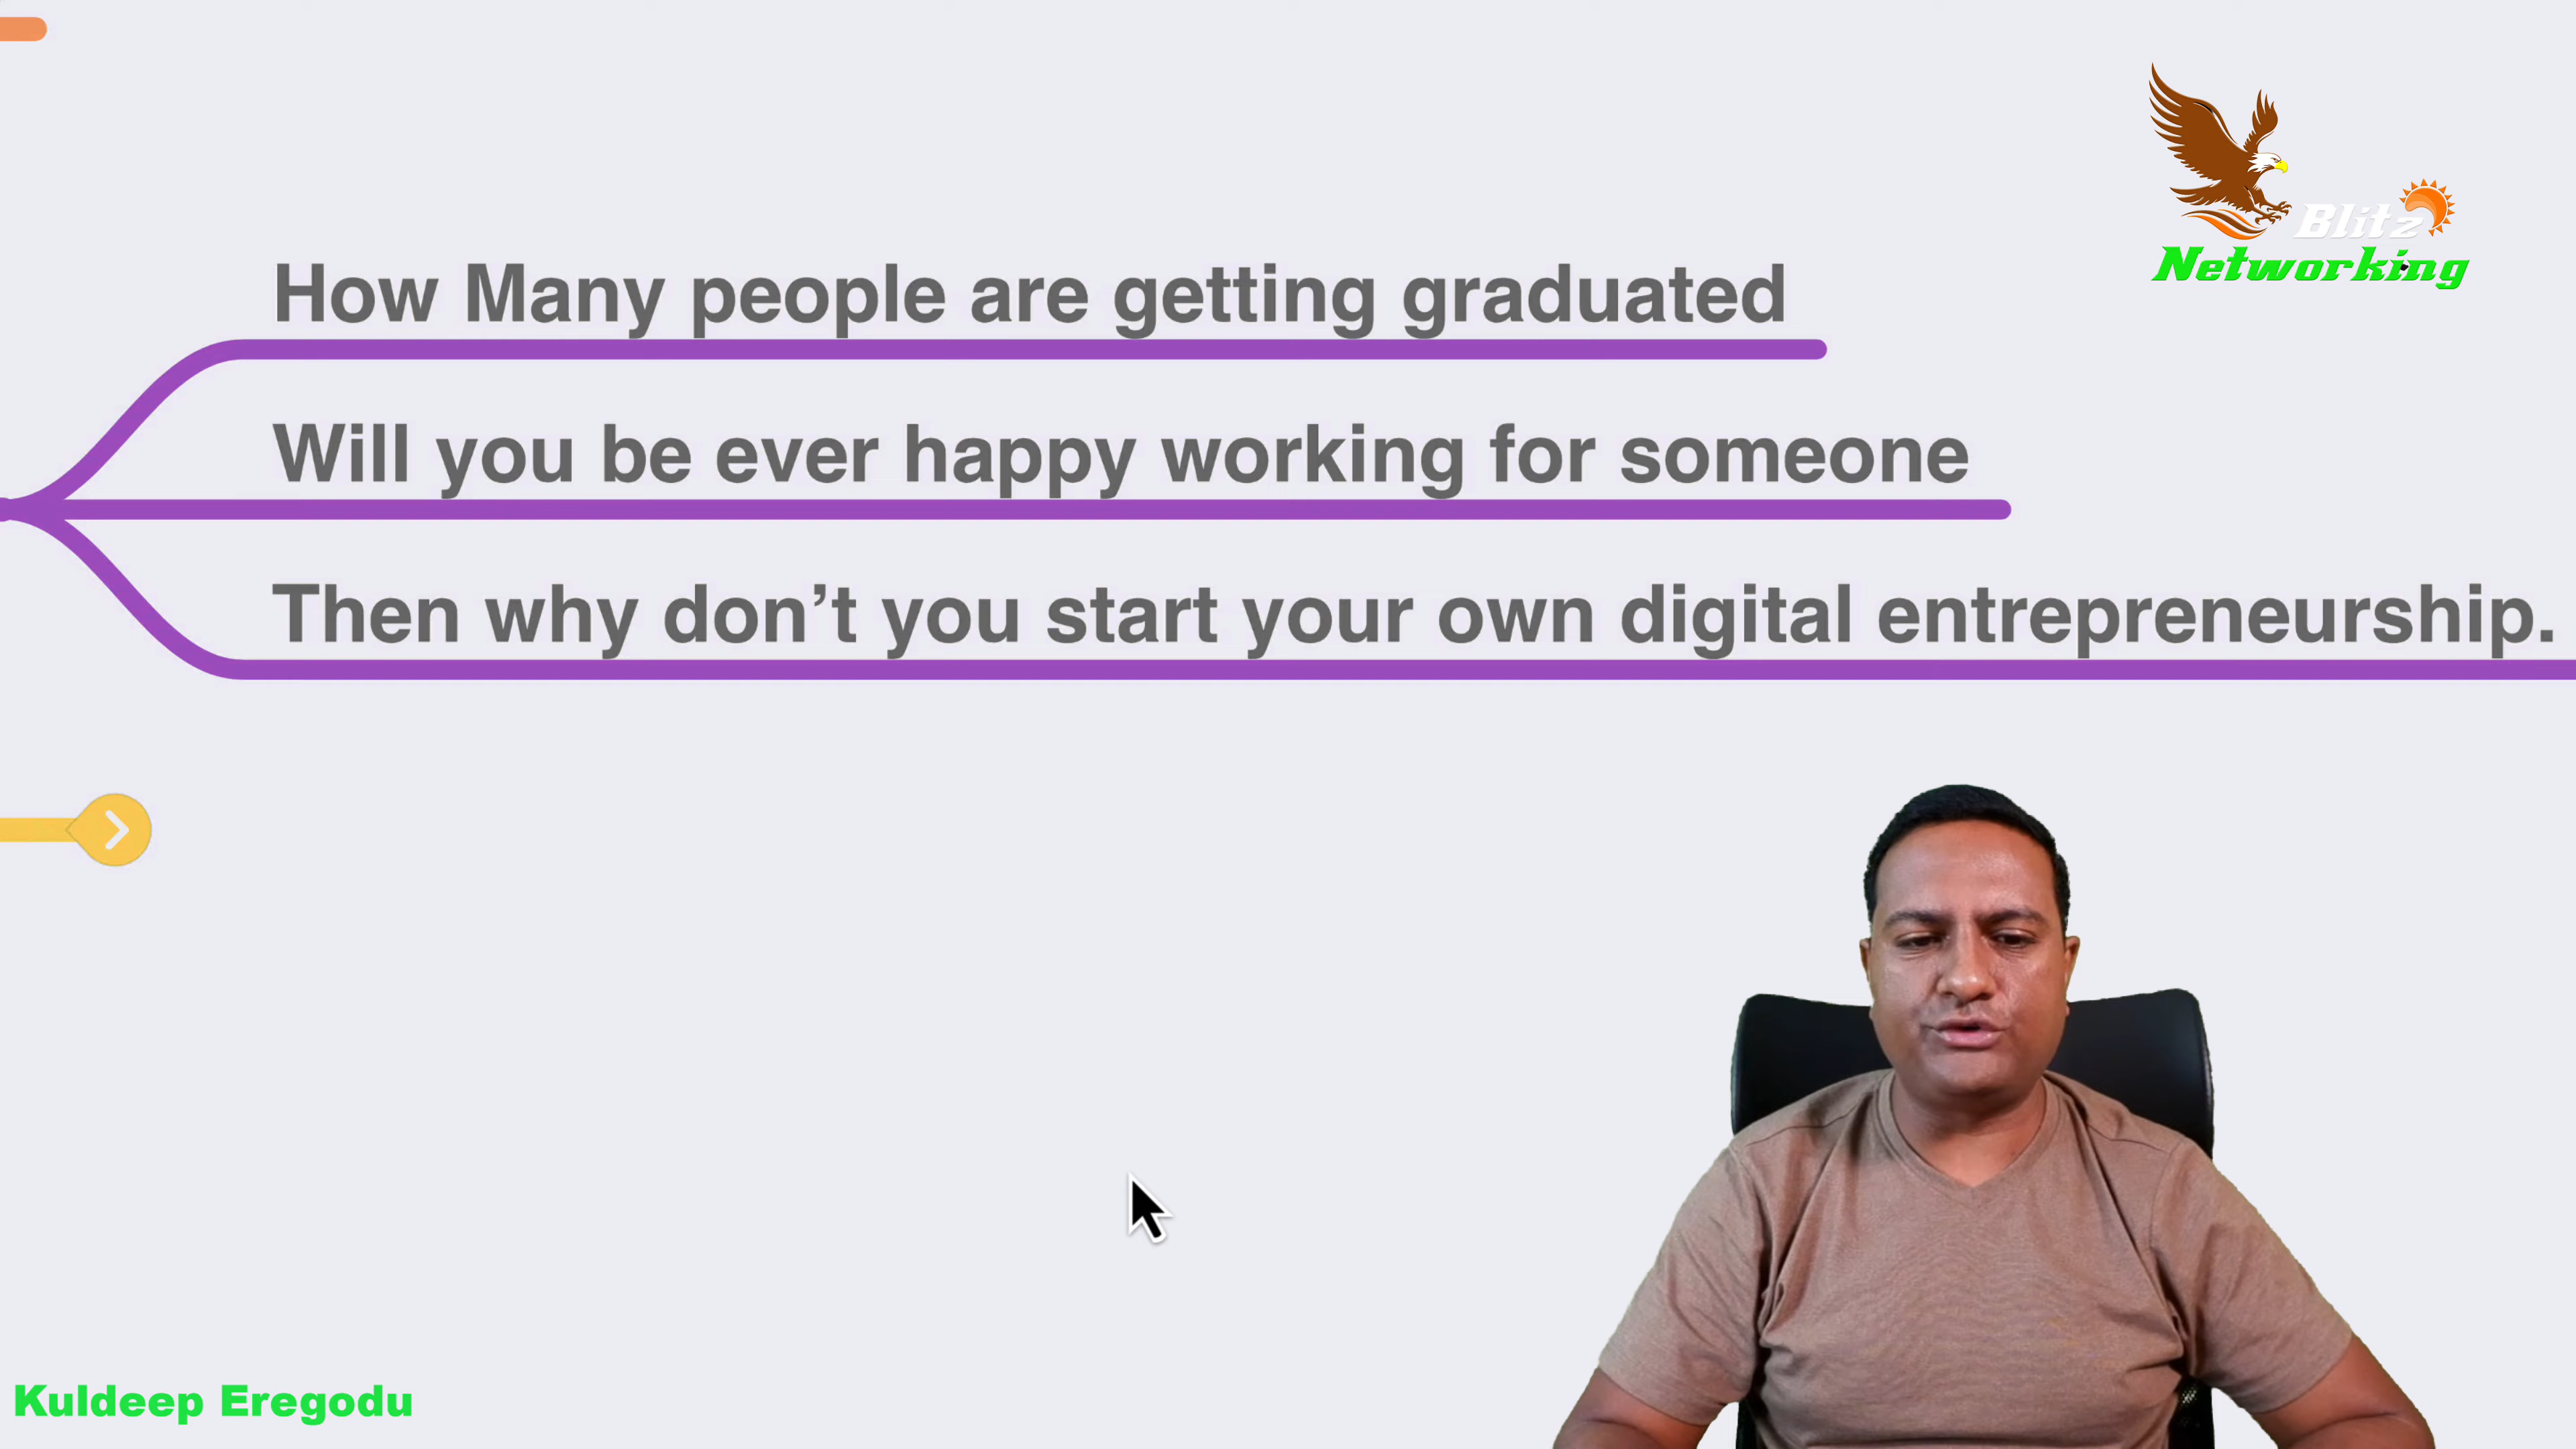 Blitz
Networking
How Many people are getting graduated
Will you be ever happy working for someone
Then why don’t you start your own digital entrepreneurship.
Kuldeep Eregodu